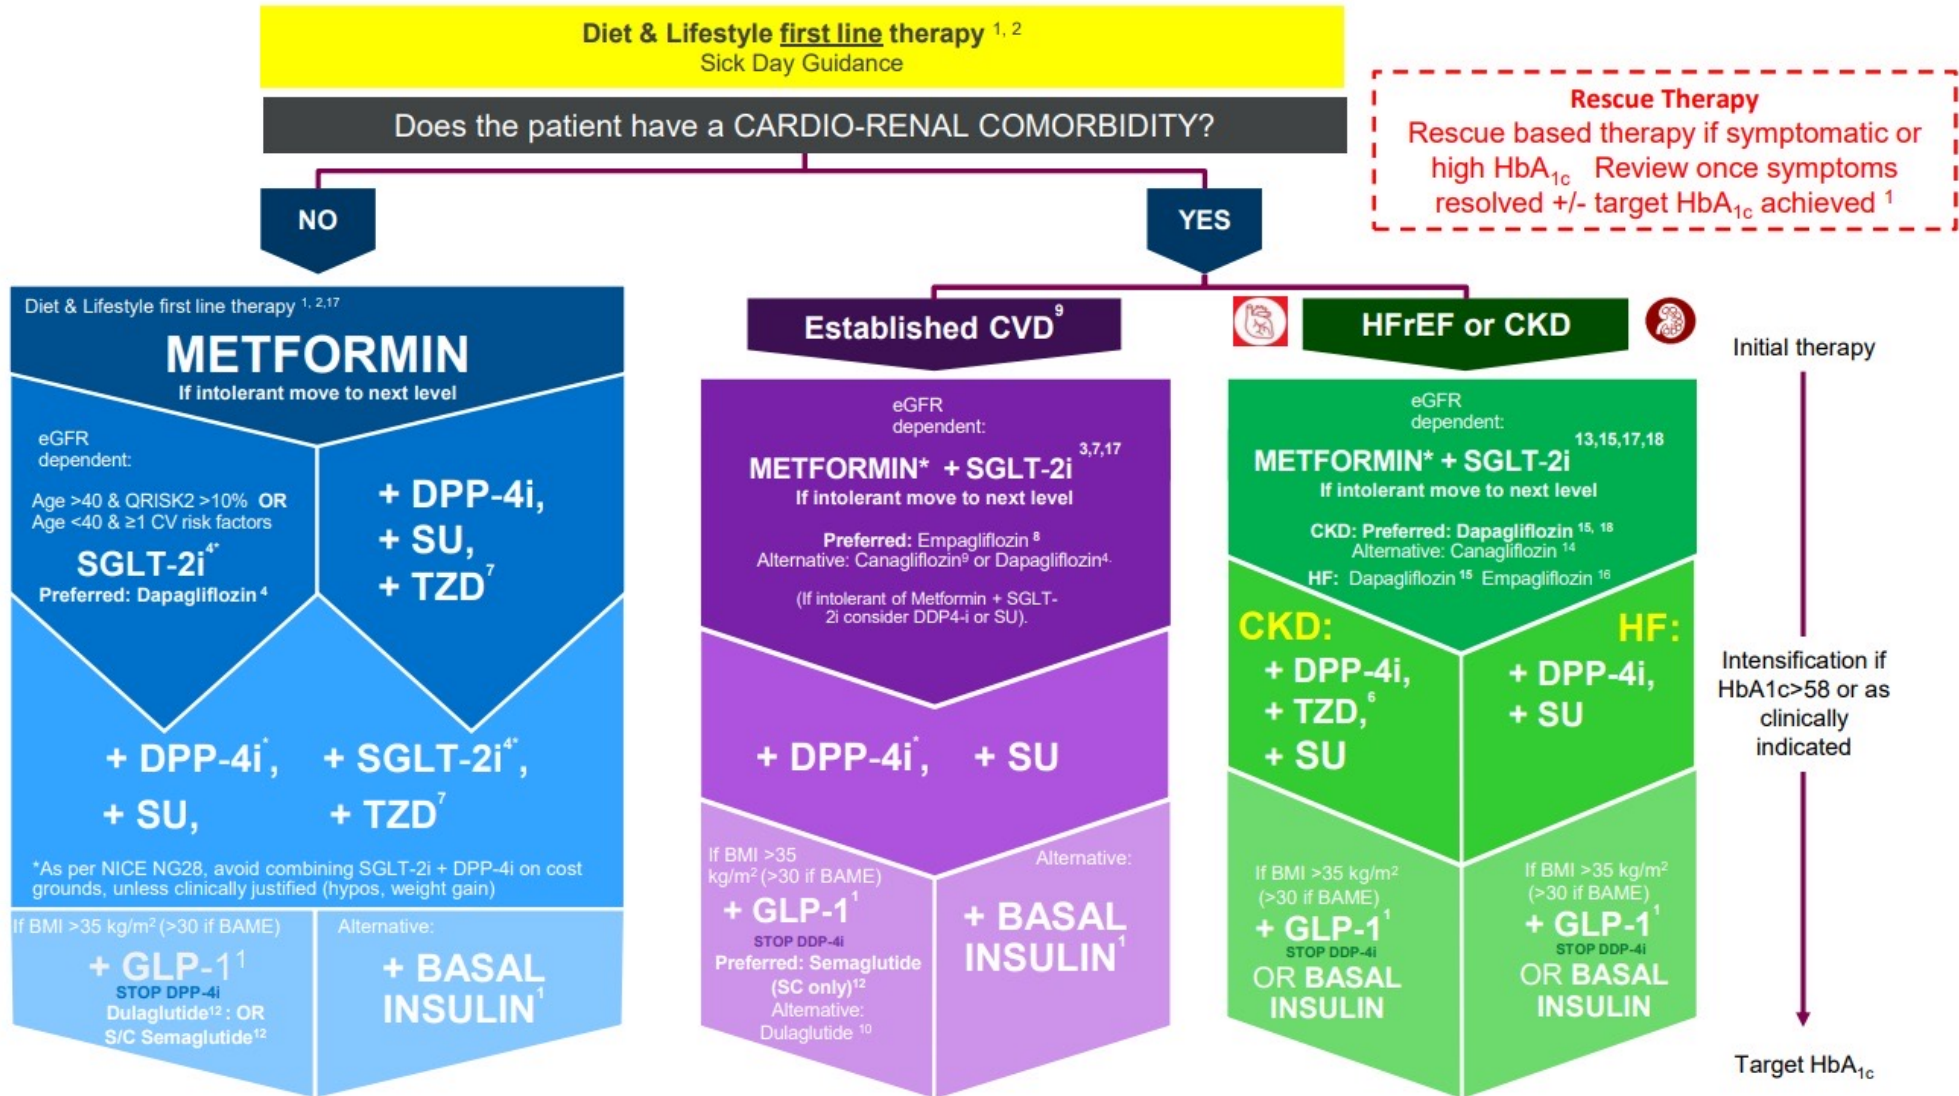 Diet & Lifestyle first line therapy 1, 2
Sick Day Guidance
Does the patient have a CARDIO-RENAL COMORBIDITY?
Rescue Therapy
Rescue based therapy if symptomatic or
high HbA1c Review once symptoms
resolved +/- target HbA1c achieved 1
NO
YES
Diet & Lifestyle first line therapy 1, 2,17
METFORMIN
If intolerant move to next level
eGFR
dependent:
Age >40 & QRISK2 >10% OR
Age <40 & ≥1 CV risk factors
SGLT-2i4*
Preferred: Dapagliflozin 4
+ DPP-4i,
+ SU,
+ TZD7
+ DPP-4i*, + SGLT-2i4*,
+ SU, + TZD7
*As per NICE NG28, avoid combining SGLT-2i + DPP-4i on cost
grounds, unless clinically justified (hypos, weight gain)
If BMI >35 kg/m2 (>30 if BAME)
+ GLP-11
STOP DPP-4i
Dulaglutide12 : OR
S/C Semaglutide12
Alternative:
+ BASAL
INSULIN1
Established CVD9
eGFR
dependent:
METFORMIN* + SGLT-2i 3,7,17
If intolerant move to next level
Preferred: Empagliflozin 8
Alternative: Canagliflozin9 or Dapagliflozin4.
(If intolerant of Metformin + SGLT-
2i consider DDP4-i or SU).
+ DPP-4i*, + SU
If BMI >35
kg/m2 (>30 if BAME)
+ GLP-11
STOP DDP-4i
Preferred: Semaglutide
(SC only)12
Alternative:
Dulaglutide 10
Alternative:
+ BASAL
INSULIN1
HFrEF or CKD
eGFR
dependent:
METFORMIN* + SGLT-2i 13,15,17,18
If intolerant move to next level
CKD: Preferred: Dapagliflozin 15, 18
Alternative: Canagliflozin 14
HF: Dapagliflozin 15 Empagliflozin 16
CKD:
+ DPP-4i,
+ TZD,6
+ SU
HF:
+ DPP-4i,
+ SU
If BMI >35 kg/m2
(>30 if BAME)
+ GLP-11
STOP DDP-4i
OR BASAL
INSULIN
If BMI >35 kg/m2
(>30 if BAME)
+ GLP-11
STOP DDP-4i
OR BASAL
INSULIN
Initial therapy
Intensification if
HbA1c>58 or as
clinically
indicated
Target HbA1c